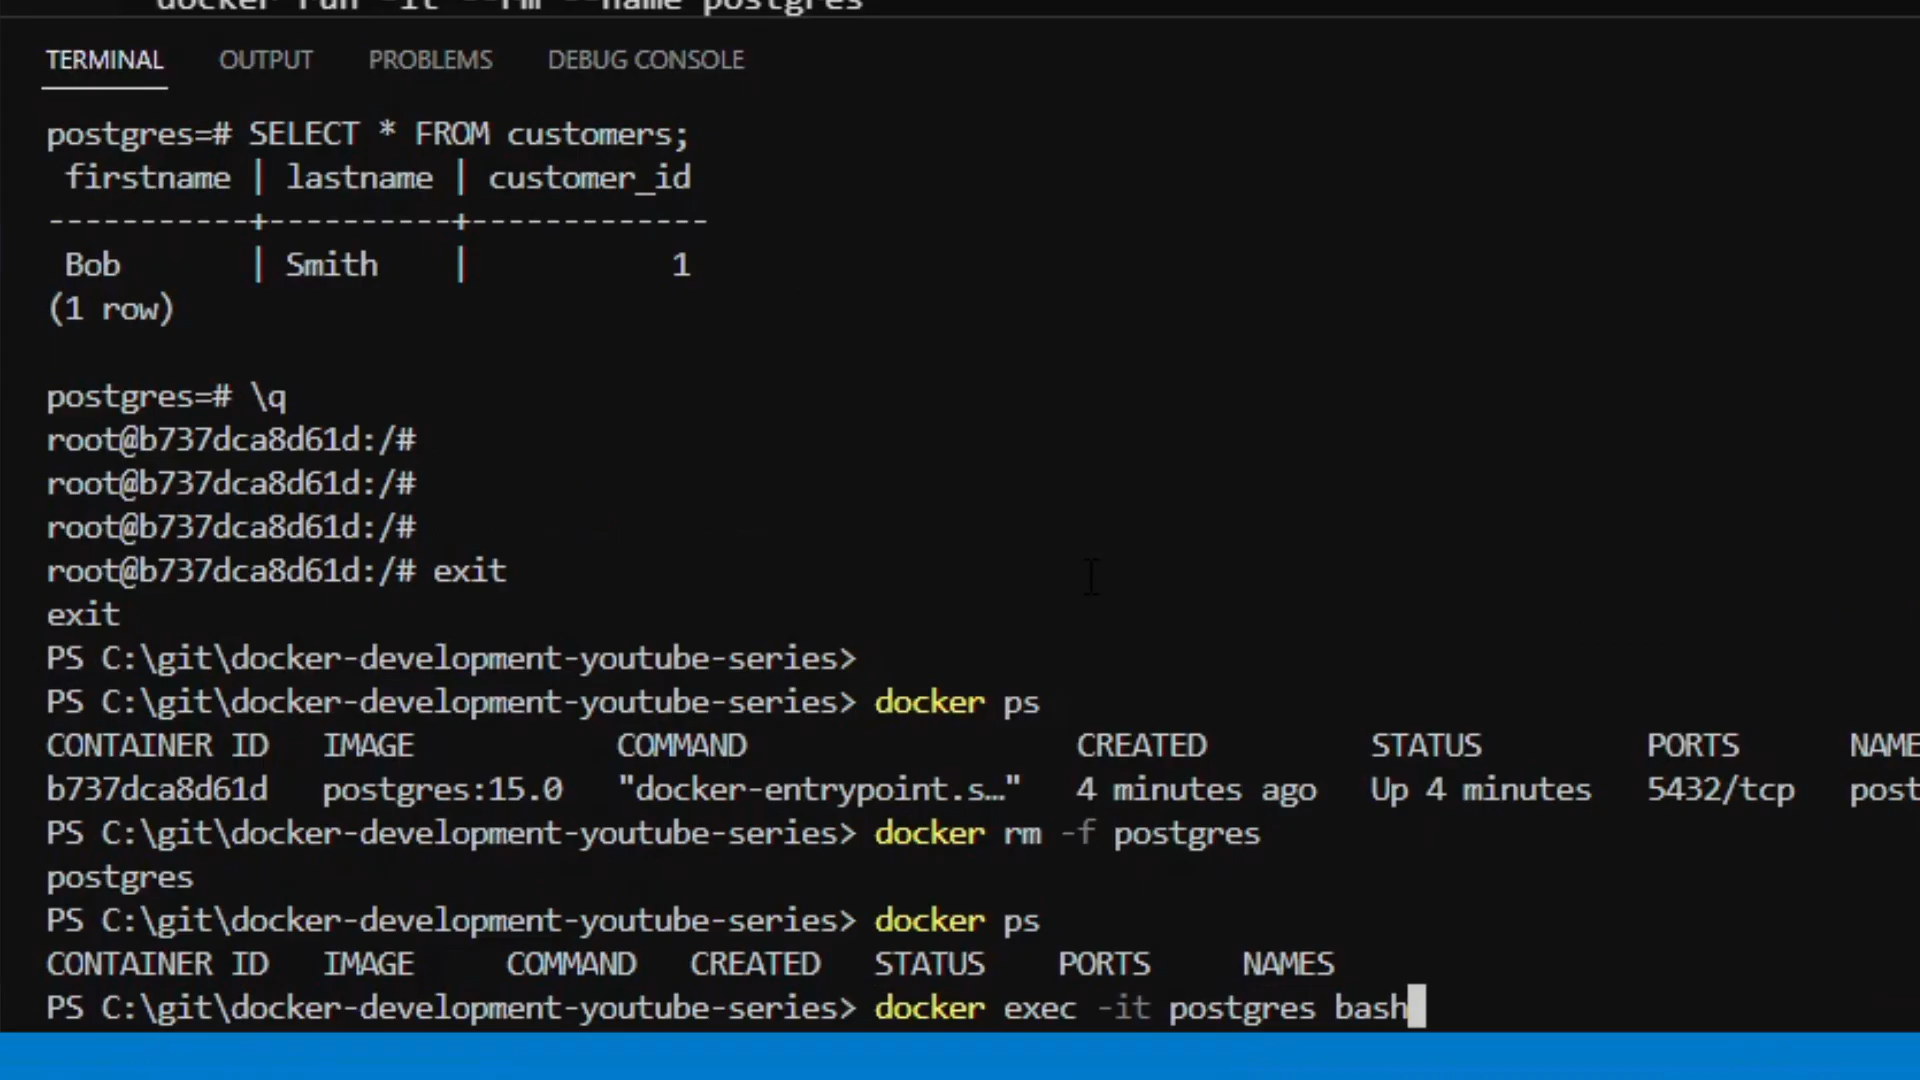 docker run -it --rm --name postgres
TERMINAL OUTPUT PROBLEMS DEBUG CONSOLE
postgres=# SELECT * FROM customers;
 firstname | lastname | customer_id
-----------+----------+-------------
 Bob       | Smith    |           1
(1 row)
postgres=# \q
root@b737dca8d61d:/#
root@b737dca8d61d:/#
root@b737dca8d61d:/#
root@b737dca8d61d:/# exit
exit
PS C:\git\docker-development-youtube-series>
PS C:\git\docker-development-youtube-series> docker ps
CONTAINER ID   IMAGE           COMMAND                  CREATED         STATUS         PORTS      NAME
b737dca8d61d   postgres:15.0   "docker-entrypoint.s…"   4 minutes ago   Up 4 minutes   5432/tcp   post
PS C:\git\docker-development-youtube-series> docker rm -f postgres
postgres
PS C:\git\docker-development-youtube-series> docker ps
CONTAINER ID   IMAGE     COMMAND   CREATED   STATUS    PORTS     NAMES
PS C:\git\docker-development-youtube-series> docker exec -it postgres bash